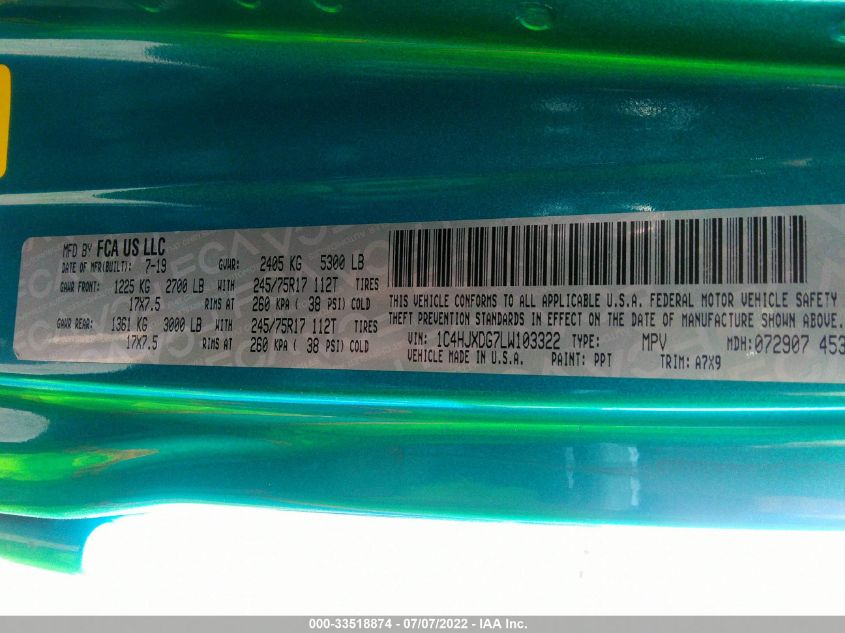 MFD BY FCA US LLC
DATE OF MFR(BUILT): 7-19 GVWR: 2405 KG 5300 LB
GAWR FRONT: 1225 KG 2700 LB WITH 245/75R17 112T TIRES
17X7.5 RIMS AT 260 KPA ( 38 PSI) COLD
GAWR REAR: 1361 KG 3000 LB WITH 245/75R17 112T TIRES
17X7.5 RIMS AT 260 KPA ( 38 PSI) COLD
THIS VEHICLE CONFORMS TO ALL APPLICABLE U.S.A. FEDERAL MOTOR VEHICLE SAFETY
THEFT PREVENTION STANDARDS IN EFFECT ON THE DATE OF MANUFACTURE SHOWN ABOVE.
VIN: 1C4HJXDG7LW103322 TYPE: MPV MDH: 072907 453
VEHICLE MADE IN U.S.A. PAINT: PPT TRIM: A7X9
000-33518874 - 07/07/2022 - IAA Inc.